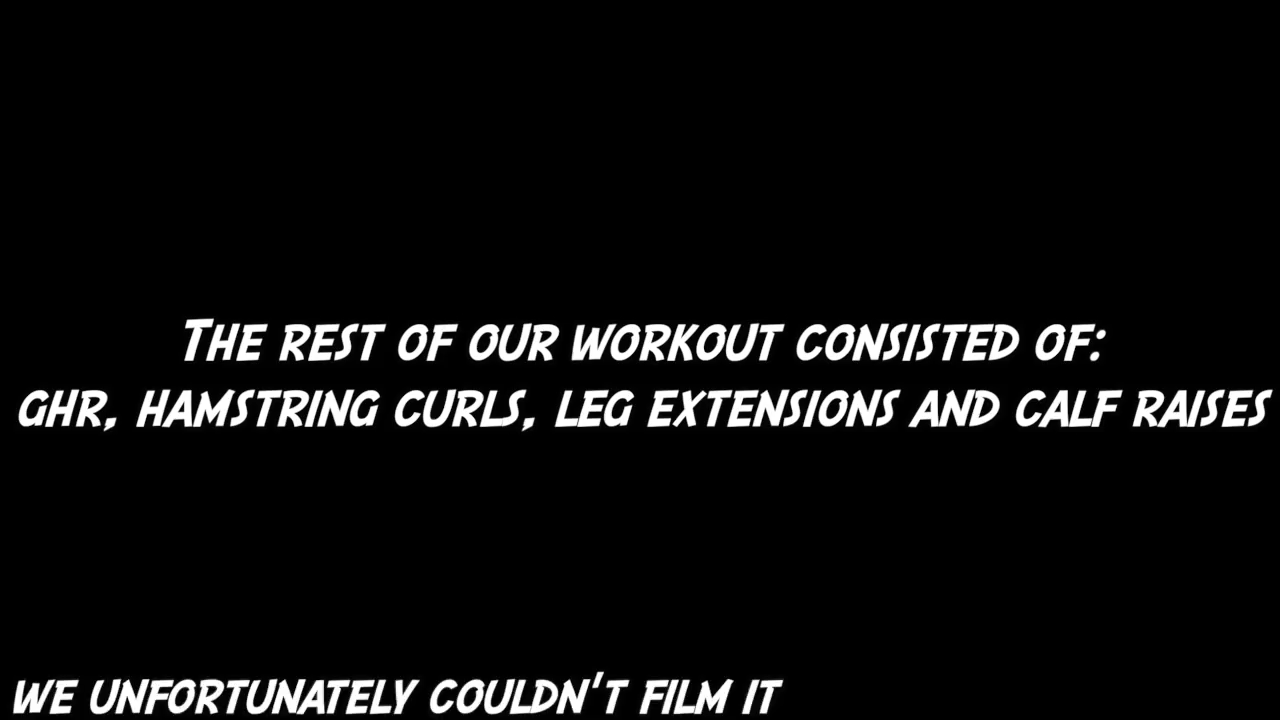 The rest of our workout consisted of:
GHR, hamstring curls, leg extensions and calf raises
we unfortunately couldn't film it